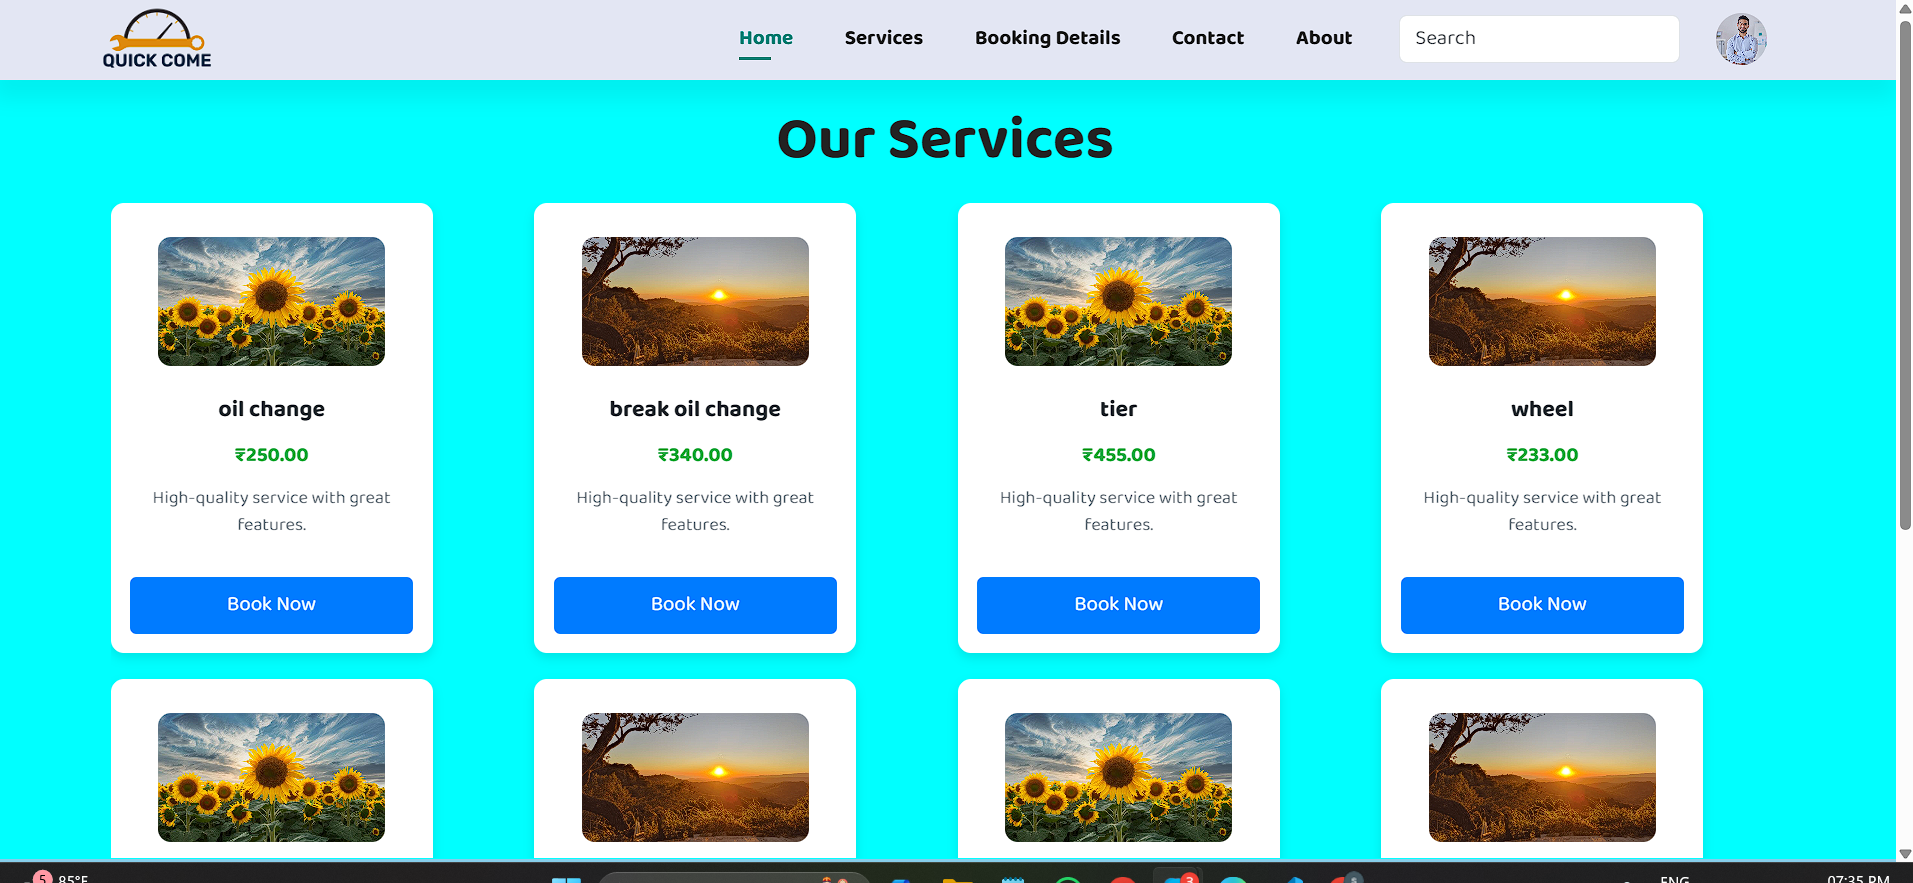 QUICK COME
Home Services Booking Details Contact About Search
Our Services
oil change
₹250.00
High-quality service with great
features.
Book Now
break oil change
₹340.00
High-quality service with great
features.
Book Now
tier
₹455.00
High-quality service with great
features.
Book Now
wheel
₹233.00
High-quality service with great
features.
Book Now
5 85°F 3 ENG 07:35 PM